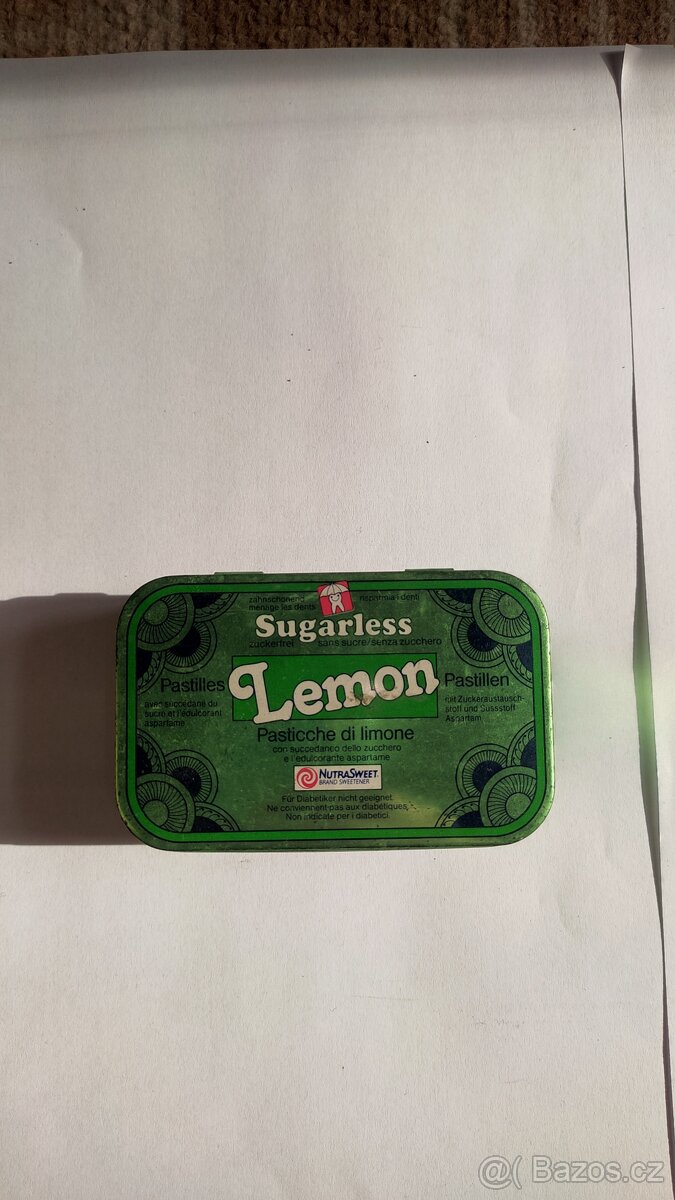 zahnschonend risparmia i denti
ménage les dents
Sugarless
zuckerfrei sans sucre/senza zucchero
Pastilles Lemon Pastillen
avec succédané du
sucre et l'édulcorant
aspartame
mit Zuckeraustausch-
stoff und Süssstoff
Aspartam
Pasticche di limone
con succedaneo dello zucchero
e l'edulcorante aspartame
NUTRASWEET
BRAND SWEETENER
Für Diabetiker nicht geeignet.
Ne conviennent pas aux diabétiques.
Non indicate per i diabetici.
@( Bazos.cz